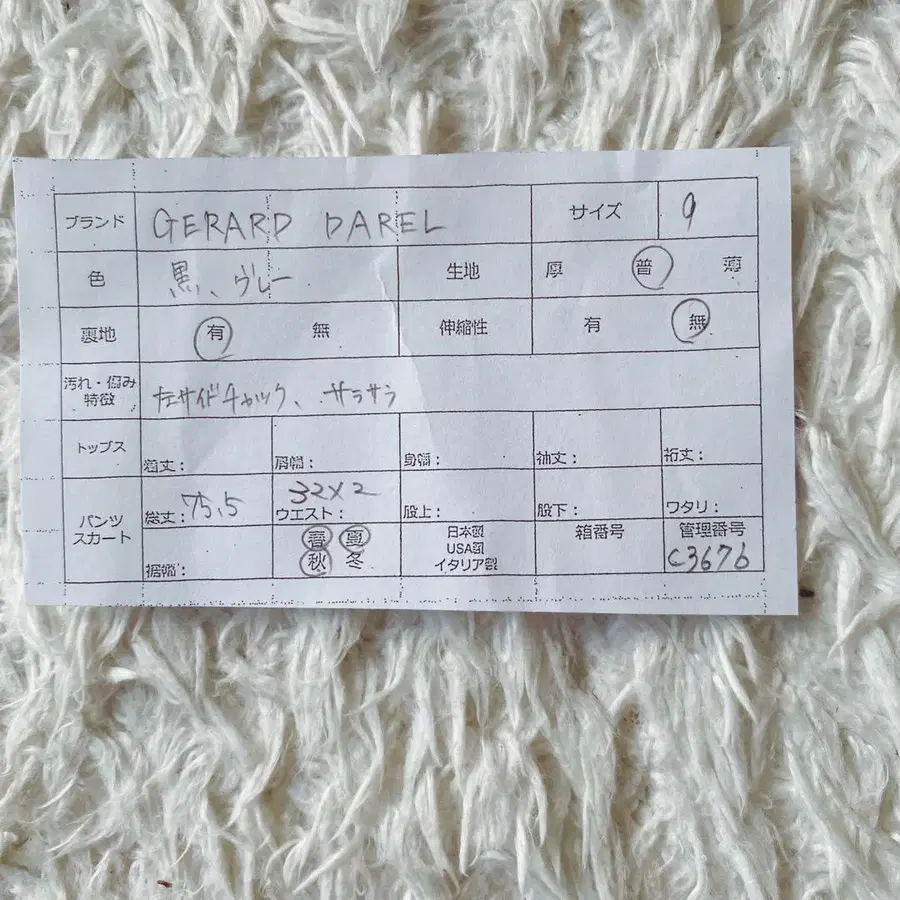 ブランド GERARD DAREL サイズ 9
色 黒、グレー 生地 厚 普 薄
裏地 有 無 伸縮性 有 無
汚れ・傷み
特徴 左サイドチャック、サラサラ
トップス 着丈: 肩幅: 身幅: 袖丈: 裄丈:
パンツ
スカート 総丈:75.5 ウエスト:32×2 股上: 股下: ワタリ:
裾幅: 春 夏
秋 冬
日本製
USA製
イタリア製
箱番号
管理番号
C3676